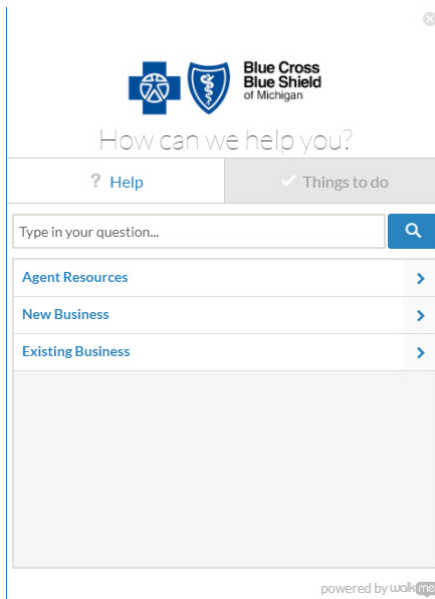 Blue Cross
Blue Shield
of Michigan
How can we help you?
? Help
Things to do
Type in your question...
Agent Resources
New Business
Existing Business
powered by walkme